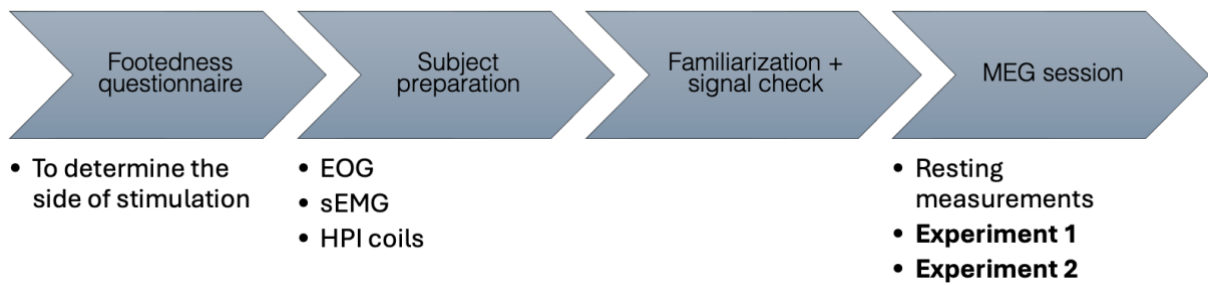 Footedness
questionnaire
Subject
preparation
Familiarization +
signal check
MEG session
• To determine the
side of stimulation
• EOG
• sEMG
• HPI coils
• Resting
measurements
• Experiment 1
• Experiment 2